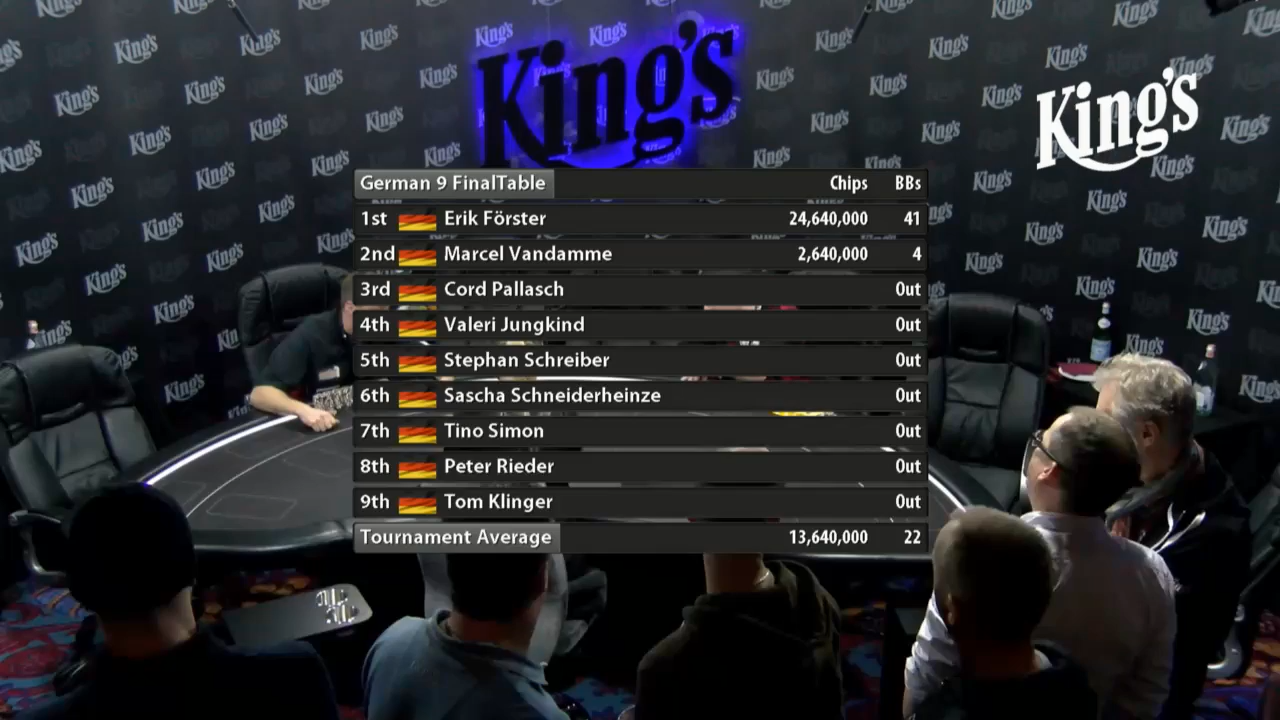 King's
King's
German 9 FinalTable Chips BBs
1st Erik Förster 24,640,000 41
2nd Marcel Vandamme 2,640,000 4
3rd Cord Pallasch Out
4th Valeri Jungkind Out
5th Stephan Schreiber Out
6th Sascha Schneiderheinze Out
7th Tino Simon Out
8th Peter Rieder Out
9th Tom Klinger Out
Tournament Average 13,640,000 22